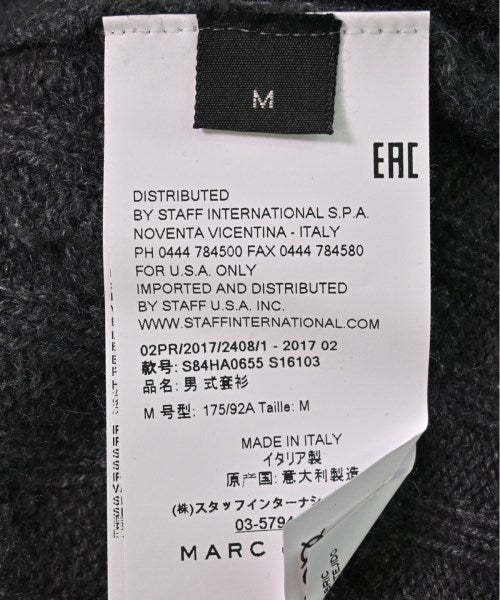 M
EAC
DISTRIBUTED
BY STAFF INTERNATIONAL S.P.A.
NOVENTA VICENTINA - ITALY
PH 0444 784500 FAX 0444 784580
FOR U.S.A. ONLY
IMPORTED AND DISTRIBUTED
BY STAFF U.S.A. INC.
WWW.STAFFINTERNATIONAL.COM
02PR/2017/2408/1 - 2017 02
款号: S84HA0655 S16103
品名: 男 式套衫
M 号型: 175/92A Taille: M
MADE IN ITALY
イタリア製
原产国: 意大利制造
(株)スタッフインターナシ
03-5794
MARC